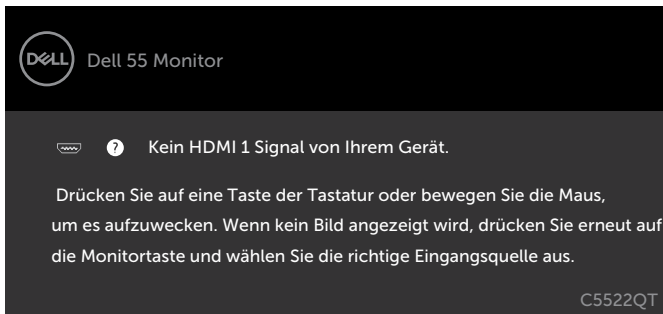 DELL
Dell 55 Monitor
? Kein HDMI 1 Signal von Ihrem Gerät.
Drücken Sie auf eine Taste der Tastatur oder bewegen Sie die Maus,
um es aufzuwecken. Wenn kein Bild angezeigt wird, drücken Sie erneut auf
die Monitortaste und wählen Sie die richtige Eingangsquelle aus.
C5522QT